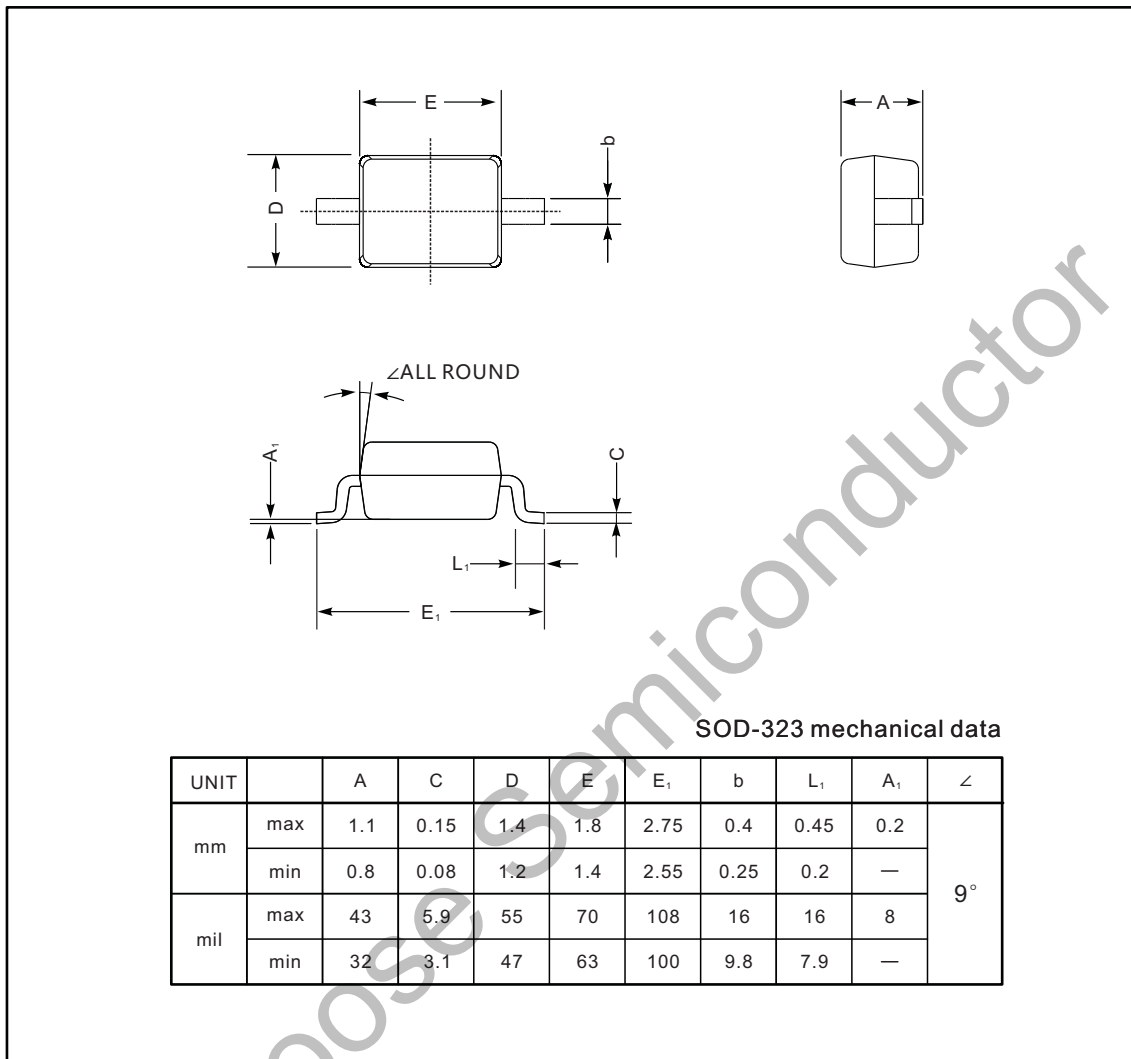 E
A
b
D
∠ALL ROUND
A₁
C
L₁
E₁
SOD-323 mechanical data
UNIT A C D E E₁ b L₁ A₁ ∠
mm max 1.1 0.15 1.4 1.8 2.75 0.4 0.45 0.2 9°
min 0.8 0.08 1.2 1.4 2.55 0.25 0.2 —
mil max 43 5.9 55 70 108 16 16 8
min 32 3.1 47 63 100 9.8 7.9 —
Semiconductor